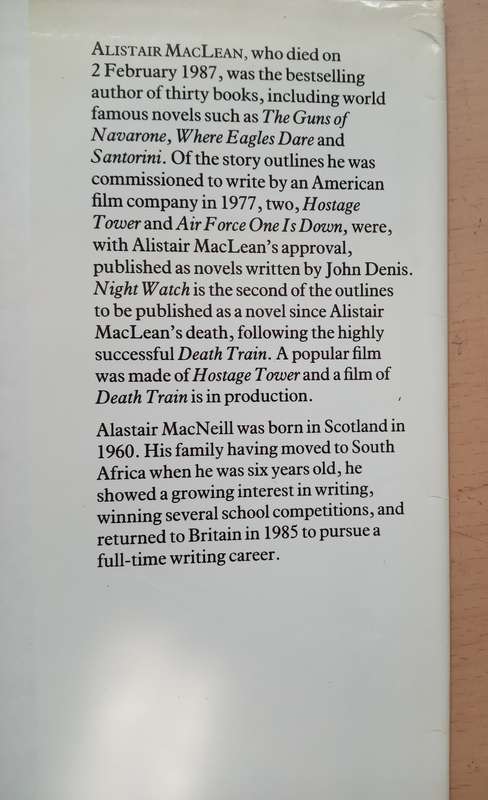 ALISTAIR MACLEAN, who died on
2 February 1987, was the bestselling
author of thirty books, including world
famous novels such as The Guns of
Navarone, Where Eagles Dare and
Santorini. Of the story outlines he was
commissioned to write by an American
film company in 1977, two, Hostage
Tower and Air Force One Is Down, were,
with Alistair MacLean's approval,
published as novels written by John Denis.
Night Watch is the second of the outlines
to be published as a novel since Alistair
MacLean's death, following the highly
successful Death Train. A popular film
was made of Hostage Tower and a film of
Death Train is in production.
Alastair MacNeill was born in Scotland in
1960. His family having moved to South
Africa when he was six years old, he
showed a growing interest in writing,
winning several school competitions, and
returned to Britain in 1985 to pursue a
full-time writing career.